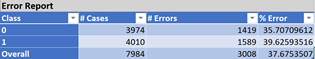 Error Report
Class # Cases # Errors % Error
0 3974 1419 35.70709612
1 4010 1589 39.62593516
Overall 7984 3008 37.6753507